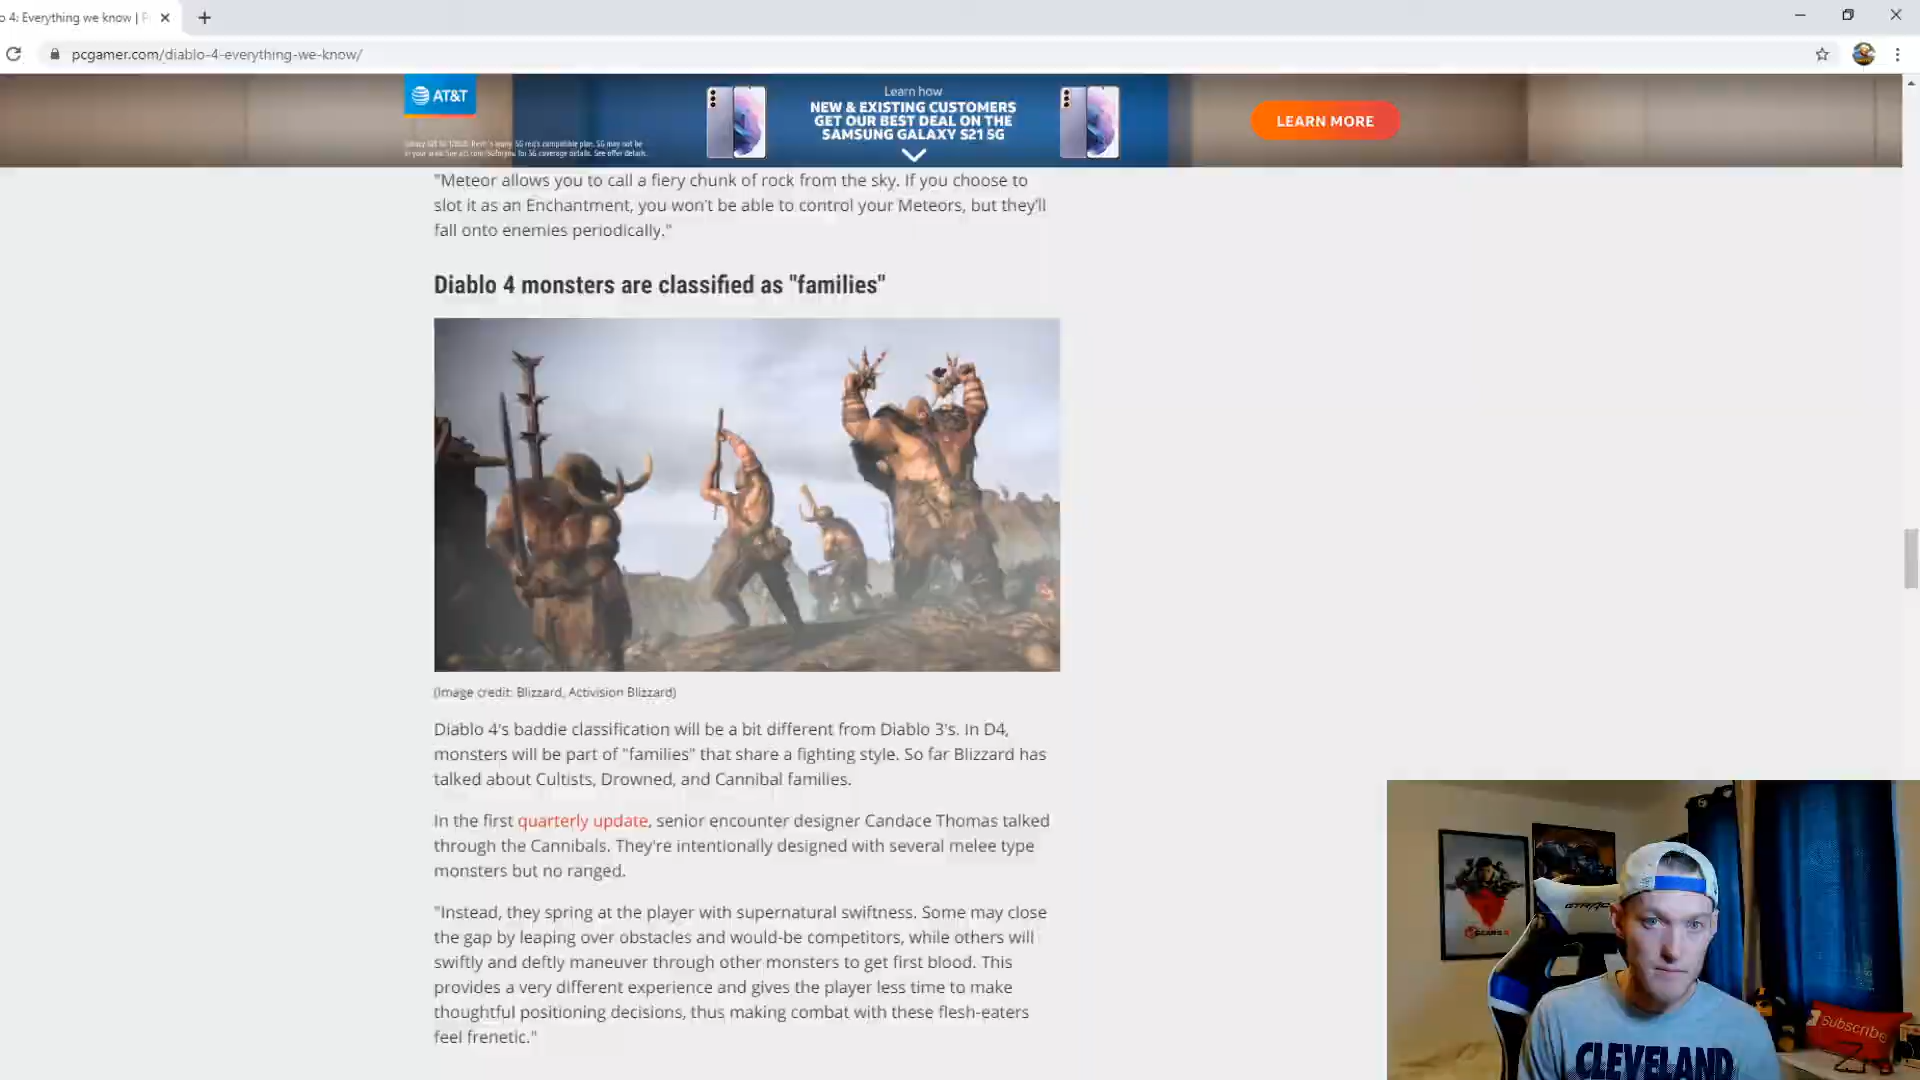 o 4: Everything we know | P
pcgamer.com/diablo-4-everything-we-know/
AT&T
Learn how
NEW & EXISTING CUSTOMERS
GET OUR BEST DEAL ON THE
SAMSUNG GALAXY S21 5G
LEARN MORE
"Meteor allows you to call a fiery chunk of rock from the sky. If you choose to
slot it as an Enchantment, you won't be able to control your Meteors, but they'll
fall onto enemies periodically."
Diablo 4 monsters are classified as "families"
(Image credit: Blizzard, Activision Blizzard)
Diablo 4's baddie classification will be a bit different from Diablo 3's. In D4,
monsters will be part of "families" that share a fighting style. So far Blizzard has
talked about Cultists, Drowned, and Cannibal families.
In the first quarterly update, senior encounter designer Candace Thomas talked
through the Cannibals. They're intentionally designed with several melee type
monsters but no ranged.
"Instead, they spring at the player with supernatural swiftness. Some may close
the gap by leaping over obstacles and would-be competitors, while others will
swiftly and deftly maneuver through other monsters to get first blood. This
provides a very different experience and gives the player less time to make
thoughtful positioning decisions, thus making combat with these flesh-eaters
feel frenetic."
Subscribe
CLEVELAND